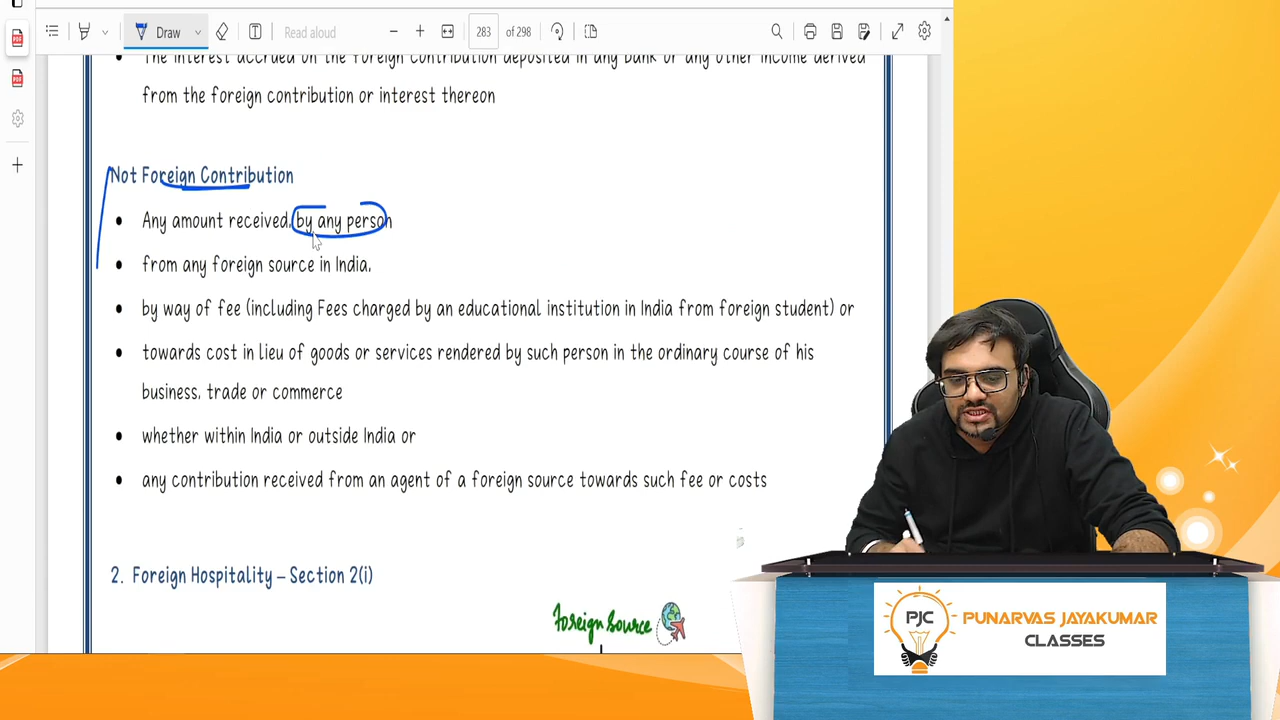 Draw
Read aloud
283 of 298
The interest accrued on the foreign contribution deposited in any bank or any other income derived
from the foreign contribution or interest thereon
Not Foreign Contribution
Any amount received, by any person
from any foreign source in India,
by way of fee (including Fees charged by an educational institution in India from foreign student) or
towards cost in lieu of goods or services rendered by such person in the ordinary course of his
business, trade or commerce
whether within India or outside India or
any contribution received from an agent of a foreign source towards such fee or costs
2. Foreign Hospitality – Section 2(i)
Foreign Source
PJC
PUNARVAS JAYAKUMAR
CLASSES